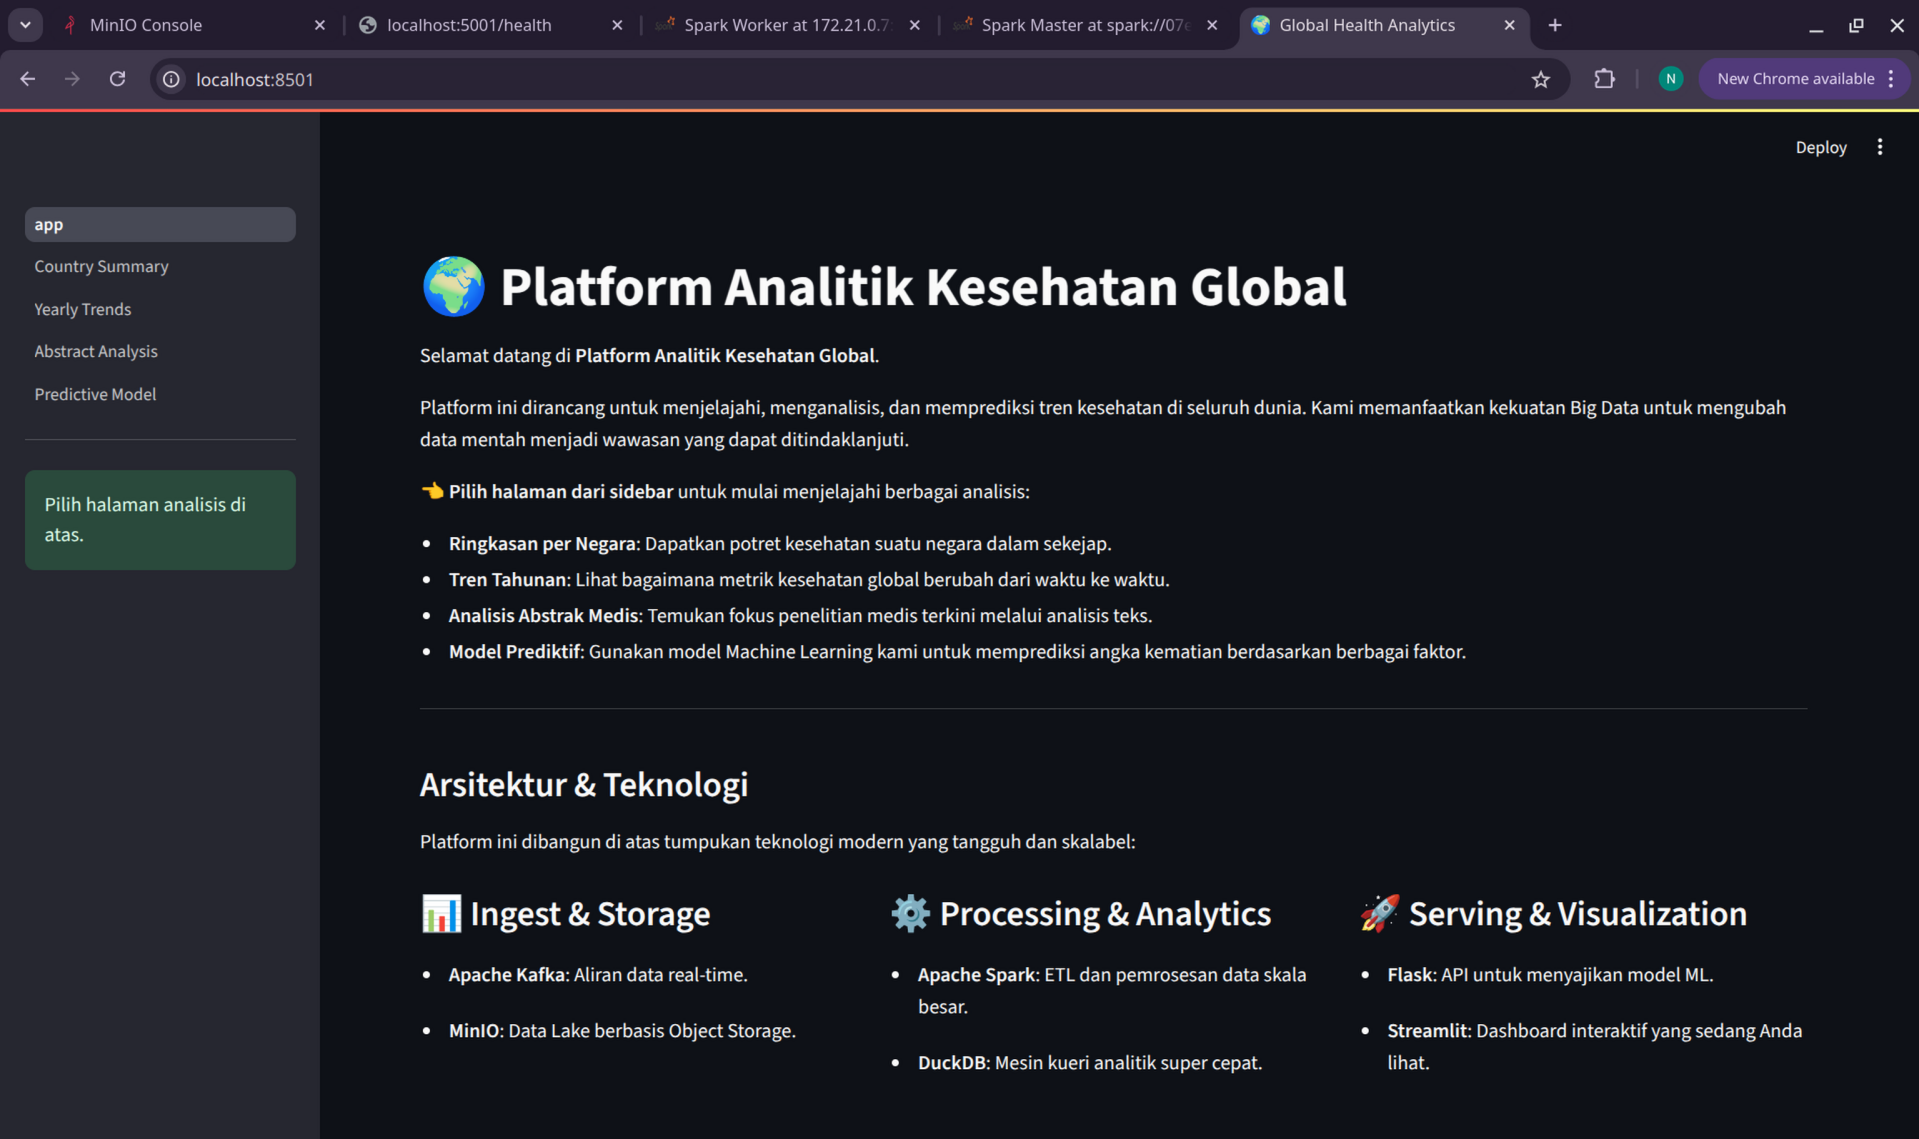 MinIO Console
localhost:5001/health
Spark Worker at 172.21.0.7:
Spark Master at spark://07e
Global Health Analytics
localhost:8501
N
New Chrome available
Deploy
app
Country Summary
Yearly Trends
Abstract Analysis
Predictive Model
Pilih halaman analisis di
atas.
Platform Analitik Kesehatan Global
Selamat datang di Platform Analitik Kesehatan Global.
Platform ini dirancang untuk menjelajahi, menganalisis, dan memprediksi tren kesehatan di seluruh dunia. Kami memanfaatkan kekuatan Big Data untuk mengubah
data mentah menjadi wawasan yang dapat ditindaklanjuti.
👈 Pilih halaman dari sidebar untuk mulai menjelajahi berbagai analisis:
• Ringkasan per Negara: Dapatkan potret kesehatan suatu negara dalam sekejap.
• Tren Tahunan: Lihat bagaimana metrik kesehatan global berubah dari waktu ke waktu.
• Analisis Abstrak Medis: Temukan fokus penelitian medis terkini melalui analisis teks.
• Model Prediktif: Gunakan model Machine Learning kami untuk memprediksi angka kematian berdasarkan berbagai faktor.
Arsitektur & Teknologi
Platform ini dibangun di atas tumpukan teknologi modern yang tangguh dan skalabel:
📊 Ingest & Storage
• Apache Kafka: Aliran data real-time.
• MinIO: Data Lake berbasis Object Storage.
⚙️ Processing & Analytics
• Apache Spark: ETL dan pemrosesan data skala
besar.
• DuckDB: Mesin kueri analitik super cepat.
🚀 Serving & Visualization
• Flask: API untuk menyajikan model ML.
• Streamlit: Dashboard interaktif yang sedang Anda
lihat.